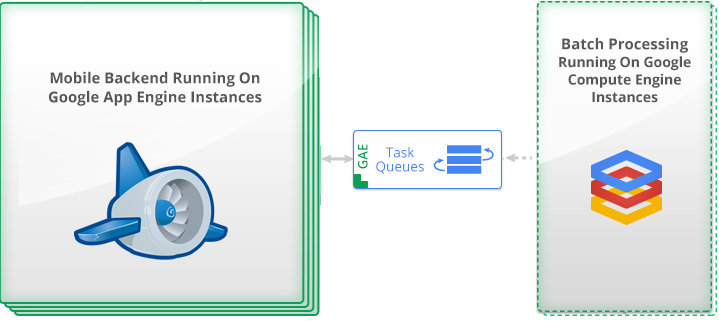 Mobile Backend Running On
Google App Engine Instances
GAE
Task
Queues
Batch Processing
Running On Google
Compute Engine
Instances